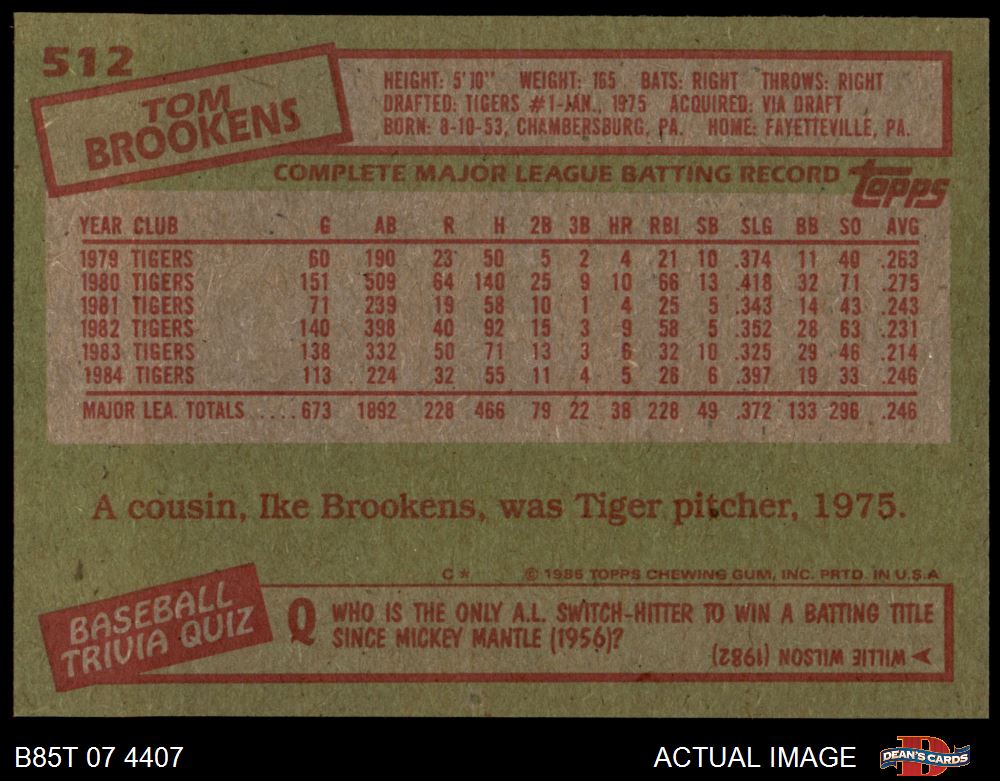 512
TOM
BROOKENS
HEIGHT: 5'10" WEIGHT: 165 BATS: RIGHT THROWS: RIGHT
DRAFTED: TIGERS #1-JAN., 1975 ACQUIRED: VIA DRAFT
BORN: 8-10-53, CHAMBERSBURG, PA. HOME: FAYETTEVILLE, PA.
COMPLETE MAJOR LEAGUE BATTING RECORD topps
YEAR CLUB G AB R H 2B 3B HR RBI SB SLG BB SO AVG
1979 TIGERS 60 190 23 50 5 2 4 21 10 .374 11 40 .263
1980 TIGERS 151 509 64 140 25 9 10 66 13 .418 32 71 .275
1981 TIGERS 71 239 19 58 10 1 4 25 5 .343 14 43 .243
1982 TIGERS 140 398 40 92 15 3 9 58 5 .352 28 63 .231
1983 TIGERS 138 332 50 71 13 3 6 32 10 .325 29 46 .214
1984 TIGERS 113 224 32 55 11 4 5 26 6 .397 19 33 .246
MAJOR LEA. TOTALS ....673 1892 228 466 79 22 38 228 49 .372 133 296 .246
A cousin, Ike Brookens, was Tiger pitcher, 1975.
C* © 1985 TOPPS CHEWING GUM, INC. PRTD. IN U.S.A
BASEBALL
TRIVIA QUIZ
Q WHO IS THE ONLY A.L. SWITCH-HITTER TO WIN A BATTING TITLE
SINCE MICKEY MANTLE (1956)?
WILLIE WILSON (1982)
B85T 07 4407
ACTUAL IMAGE
DEAN'S CARDS